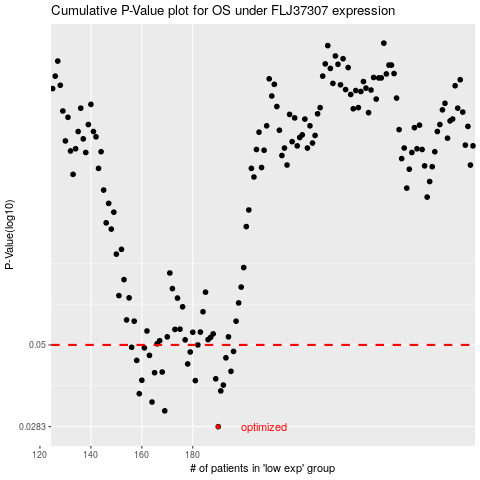 Cumulative P-Value plot for OS under FLJ37307 expression
P-Value(log10)
0.05
0.0283
optimized
120 140 160 180
# of patients in 'low exp' group